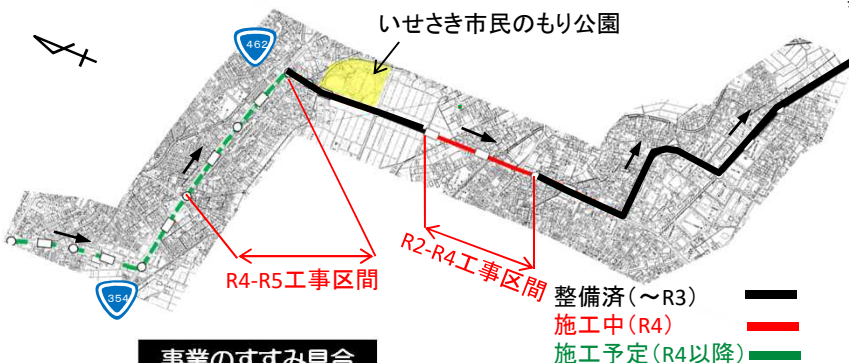 いせさき市民のもり公園
462
R4-R5工事区間
R2-R4工事区間
354
整備済(～R3)
施工中(R4)
施工予定(R4以降)
事業のすすみ具合